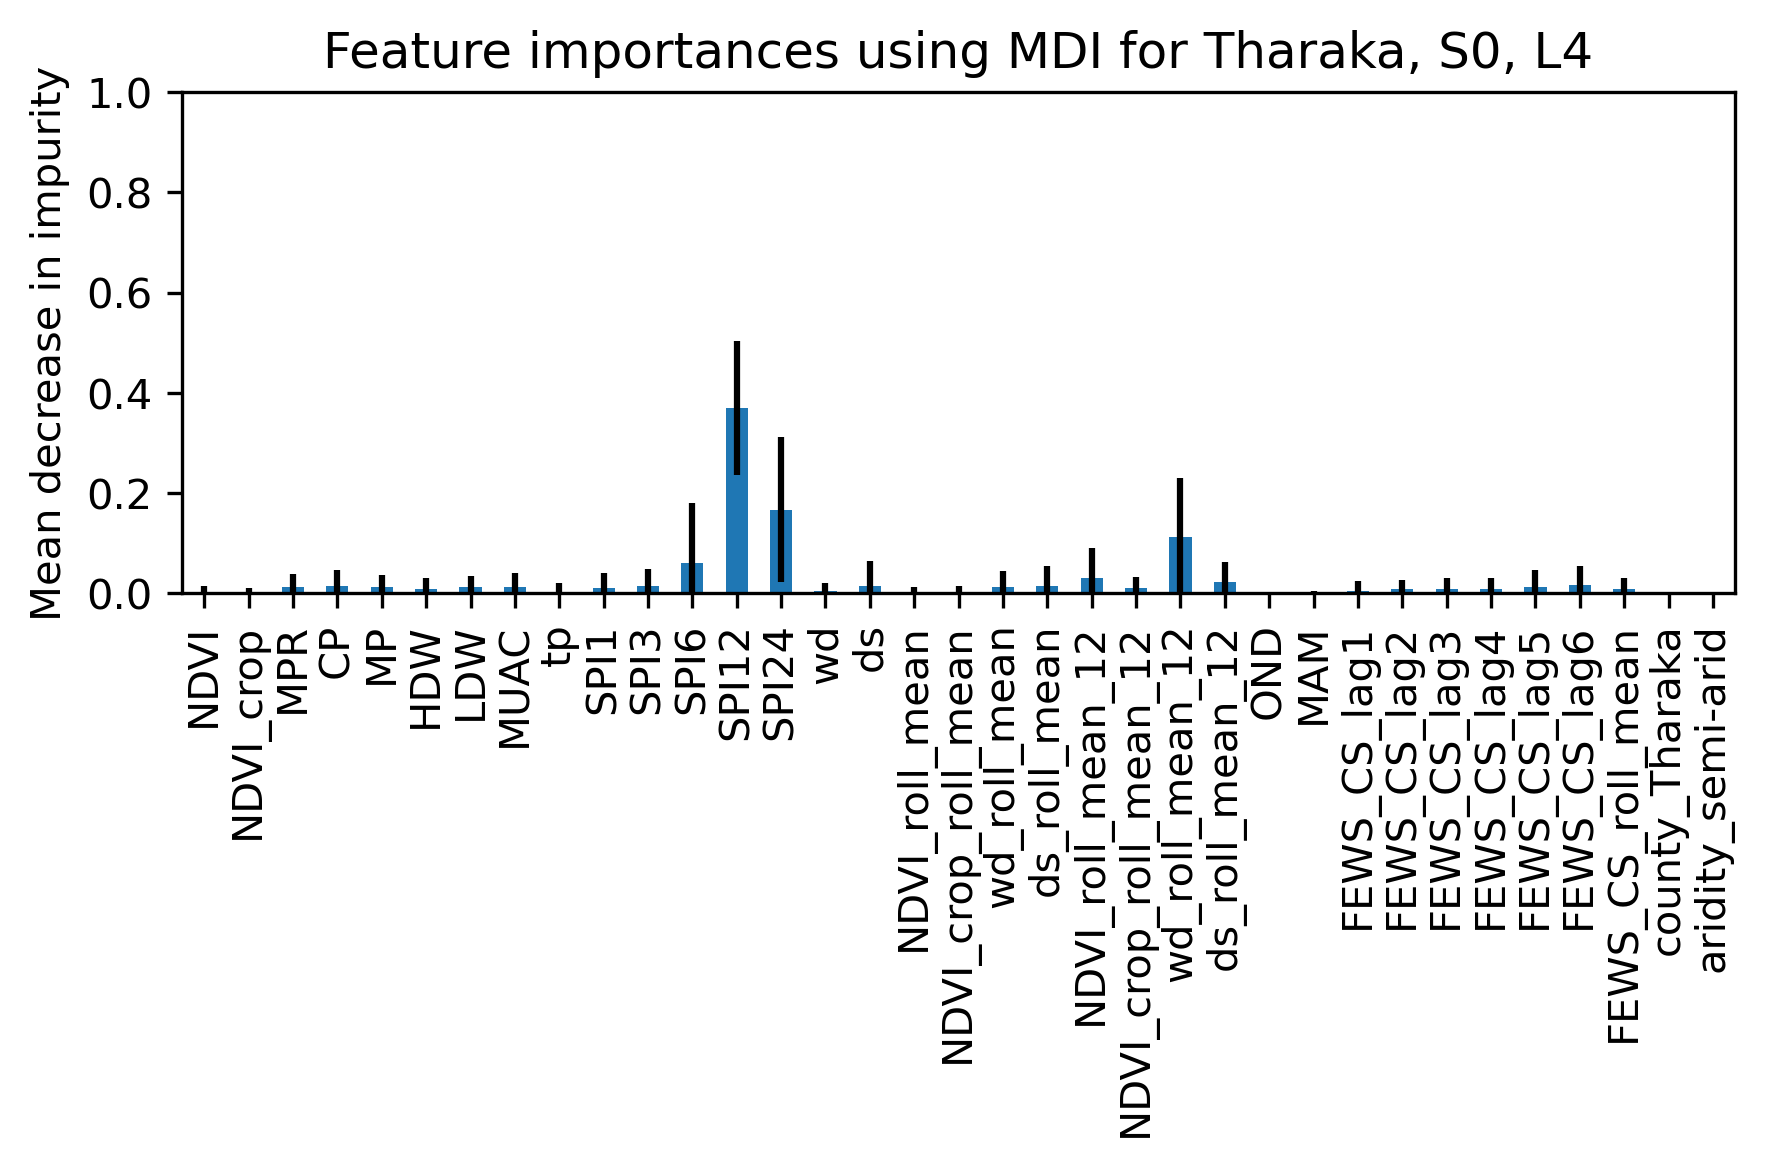 Feature importances using MDI for Tharaka, S0, L4
Mean decrease in impurity
1.0
0.8
0.6
0.4
0.2
0.0
NDVI
NDVI_crop
MPR
CP
MP
HDW
LDW
MUAC
tp
SPI1
SPI3
SPI6
SPI12
SPI24
wd
ds
NDVI_roll_mean
NDVI_crop_roll_mean
wd_roll_mean
ds_roll_mean
NDVI_roll_mean_12
NDVI_crop_roll_mean_12
wd_roll_mean_12
ds_roll_mean_12
OND
MAM
FEWS_CS_lag1
FEWS_CS_lag2
FEWS_CS_lag3
FEWS_CS_lag4
FEWS_CS_lag5
FEWS_CS_lag6
FEWS_CS_roll_mean
county_Tharaka
aridity_semi-arid